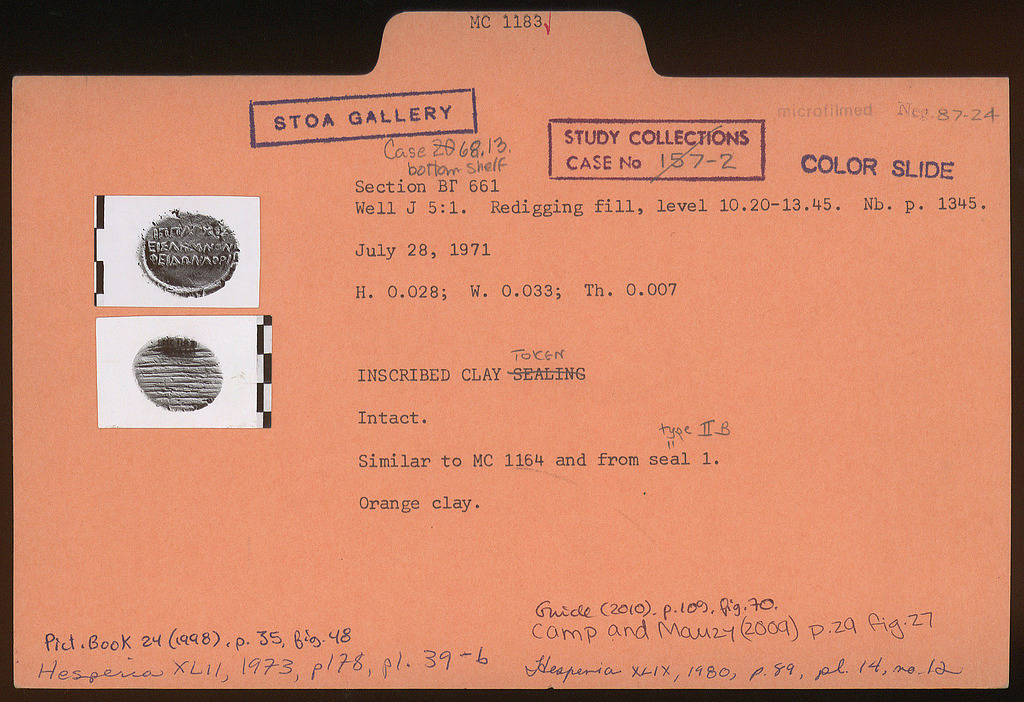 MC 1183
STOA GALLERY
microfilmed Neg. 87-24
STUDY COLLECTIONS
CASE No 157-2
COLOR SLIDE
Case 20 68.13.
bottom shelf
Section ΒΓ 661
Well J 5:1. Redigging fill, level 10.20-13.45. Nb. p. 1345.
July 28, 1971
H. 0.028; W. 0.033; Th. 0.007
TOKEN
INSCRIBED CLAY SEALING
Intact.
type II B
Similar to MC 1164 and from seal 1.
Orange clay.
ΕΙΣΛΗΜΝΟΝ
ΦΕΙΔΩΝΘΡΙ
Guide (2010). p.109, fig. 70.
Camp and Mauzy (2009) p.29 fig.27
Pict. Book 24 (1998), p. 35, fig. 48
Hesperia XLII, 1973, p178, pl. 39-b
Hesperia XLIX, 1980, p. 89, pl. 14, no. 12